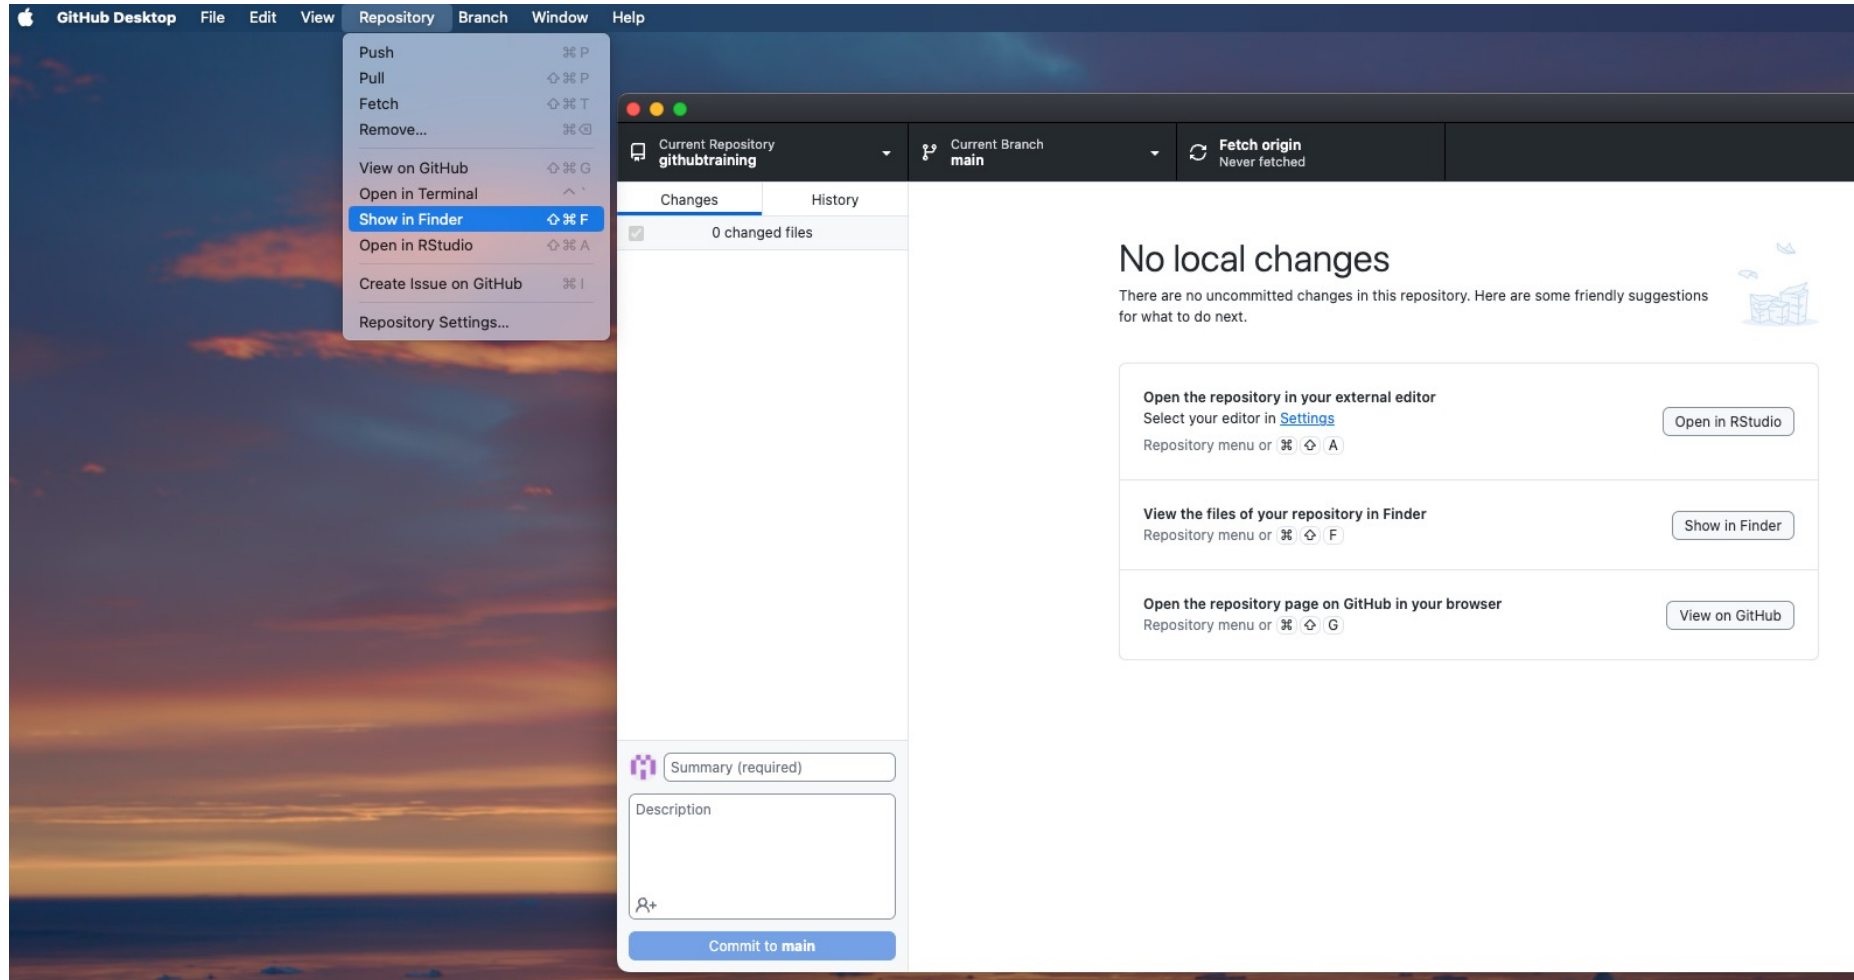 GitHub Desktop File Edit View Repository Branch Window Help
Push ⌘ P
Pull ⇧ ⌘ P
Fetch ⇧ ⌘ T
Remove... ⌘ ⌫
View on GitHub ⇧ ⌘ G
Open in Terminal ⌃ `
Show in Finder ⇧ ⌘ F
Open in RStudio ⇧ ⌘ A
Create Issue on GitHub ⌘ I
Repository Settings...
Current Repository
githubtraining
Current Branch
main
Fetch origin
Never fetched
Changes History
0 changed files
No local changes
There are no uncommitted changes in this repository. Here are some friendly suggestions
for what to do next.
Open the repository in your external editor
Select your editor in Settings
Repository menu or ⌘ ⇧ A
Open in RStudio
View the files of your repository in Finder
Repository menu or ⌘ ⇧ F
Show in Finder
Open the repository page on GitHub in your browser
Repository menu or ⌘ ⇧ G
View on GitHub
Summary (required)
Description
Commit to main